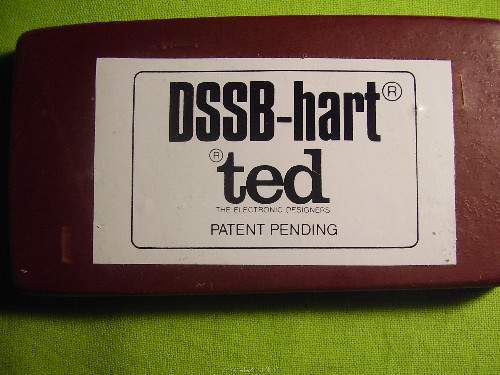 DSSB-hart®
®ted
THE ELECTRONIC DESIGNERS
PATENT PENDING